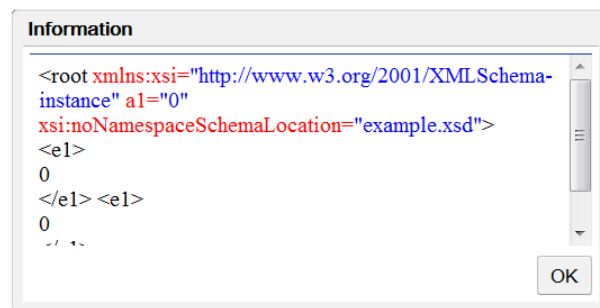 Information
<root xmlns:xsi="http://www.w3.org/2001/XMLSchema-
instance" a1="0"
xsi:noNamespaceSchemaLocation="example.xsd">
<e1>
0
</e1> <e1>
0
OK